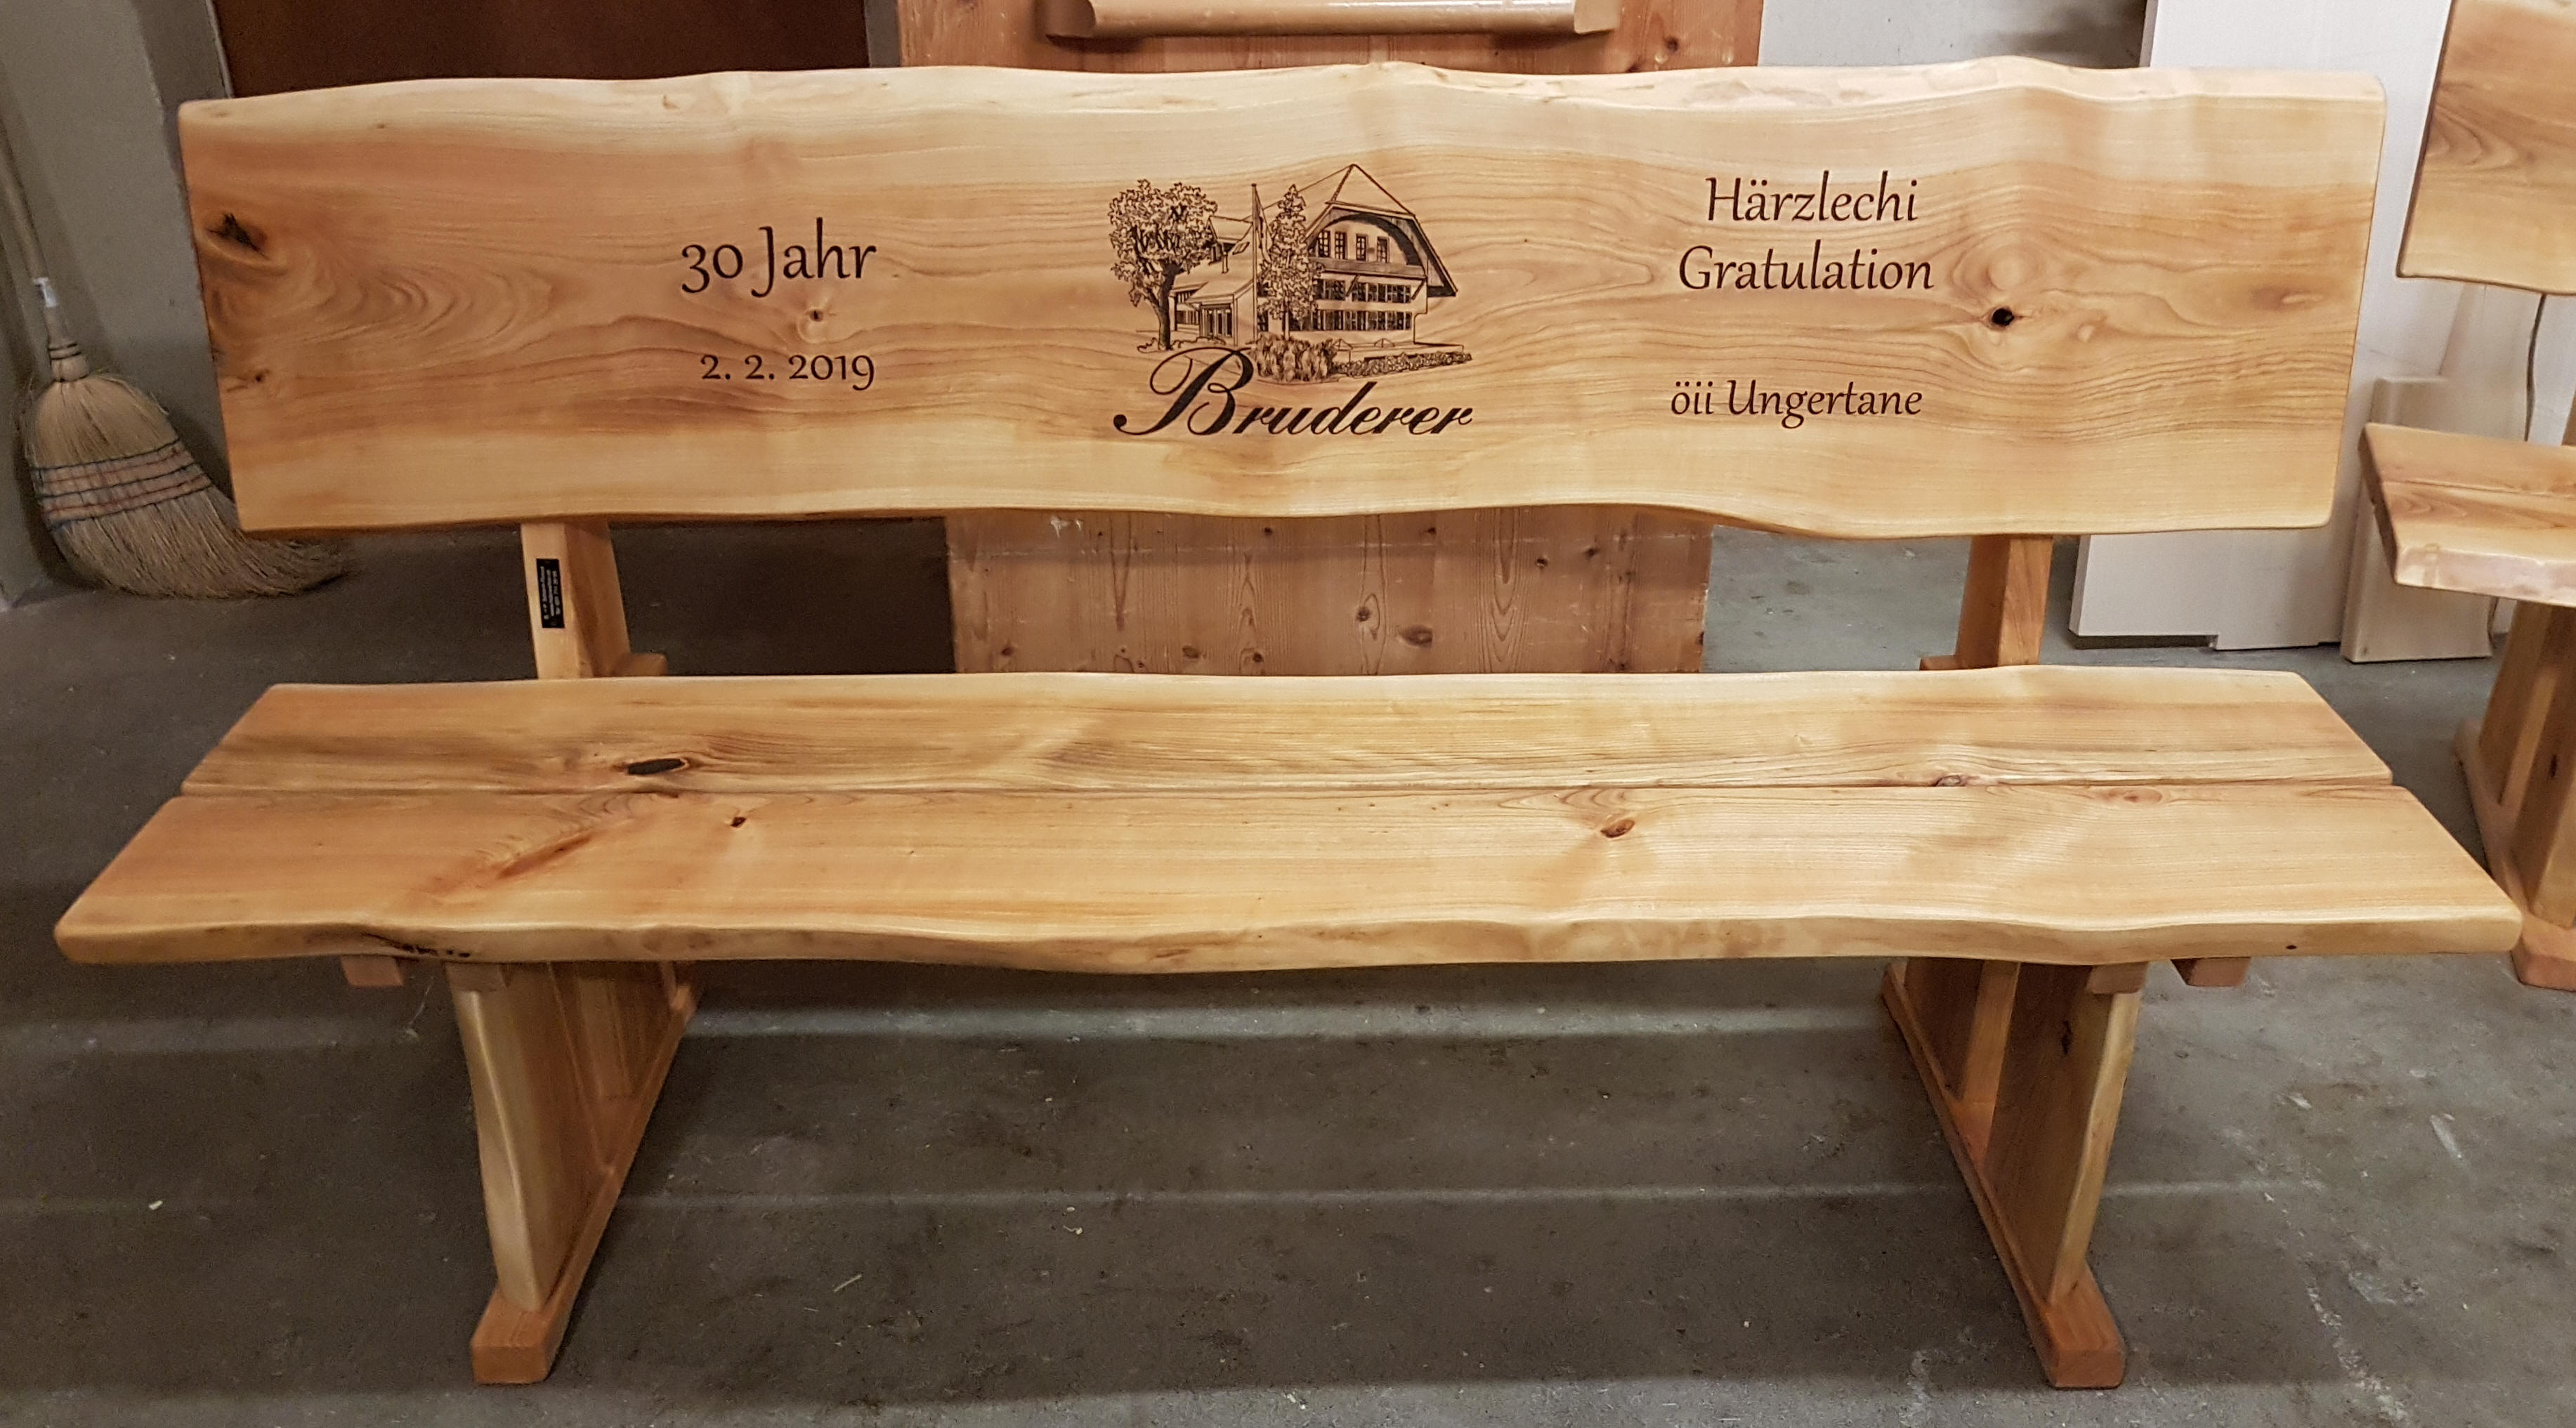 30 Jahr
2. 2. 2019
Bruderer
Härzlechi
Gratulation
öii Ungertane